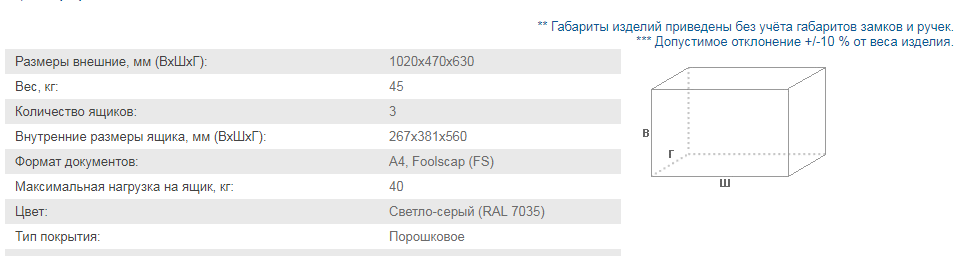 ** Габариты изделий приведены без учёта габаритов замков и ручек.
*** Допустимое отклонение +/-10 % от веса изделия.
Размеры внешние, мм (ВхШхГ): 1020x470x630
Вес, кг: 45
Количество ящиков: 3
Внутренние размеры ящика, мм (ВхШхГ): 267x381x560
Формат документов: A4, Foolscap (FS)
Максимальная нагрузка на ящик, кг: 40
Цвет: Светло-серый (RAL 7035)
Тип покрытия: Порошковое
В
Г
Ш